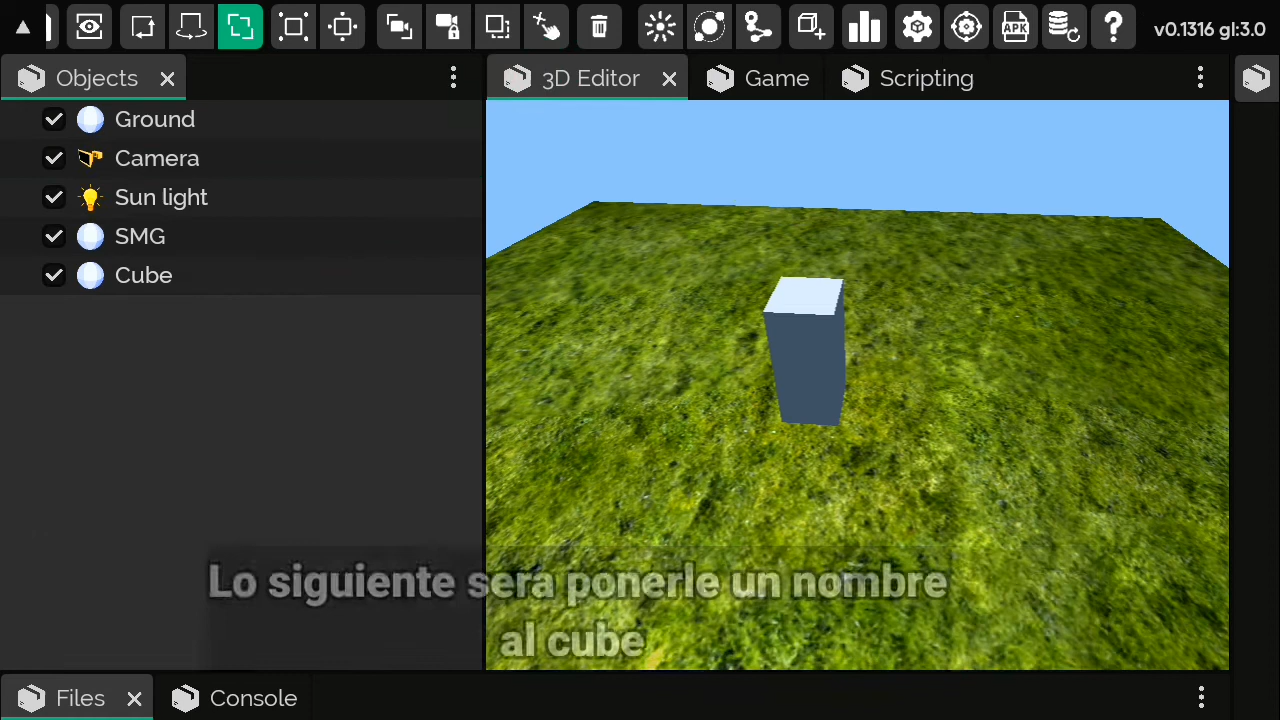 APK
v0.1316 gl:3.0
Objects
3D Editor
Game
Scripting
Ground
Camera
Sun light
SMG
Cube
Lo siguiente sera ponerle un nombre
al cube
Files
Console